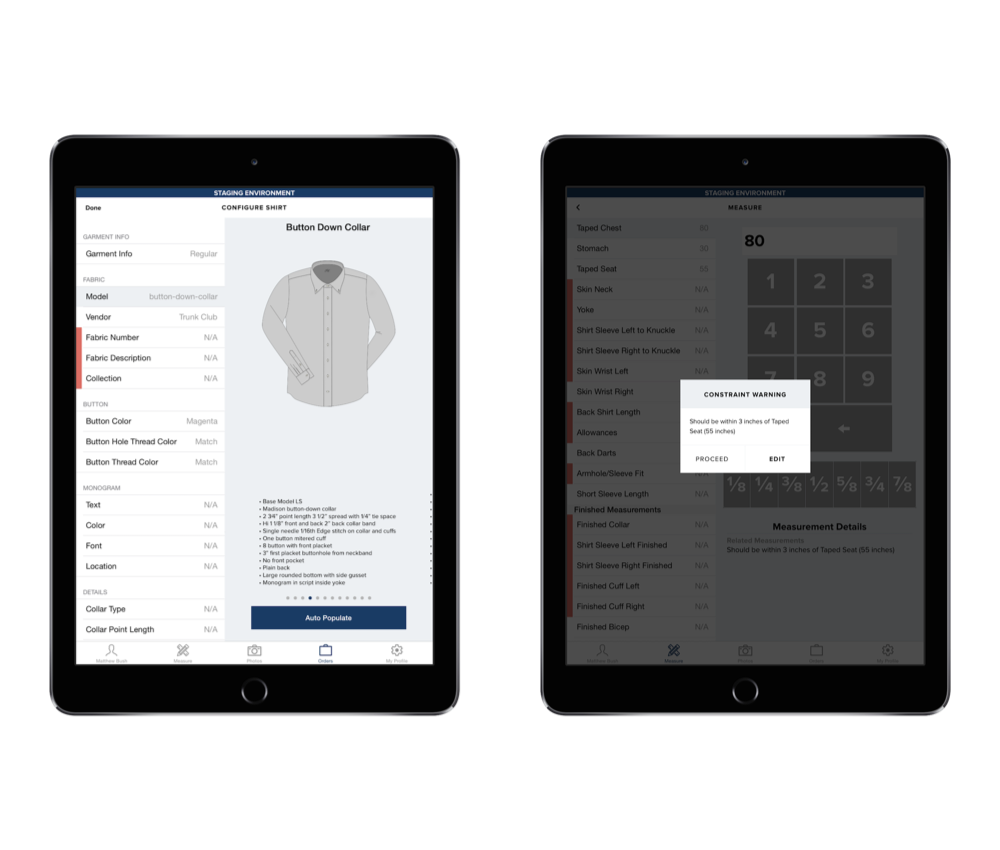 STAGING ENVIRONMENT
Done
CONFIGURE SHIRT
GARMENT INFO
Garment Info Regular
FABRIC
Model button-down-collar
Vendor Trunk Club
Fabric Number N/A
Fabric Description N/A
Collection N/A
BUTTON
Button Color Magenta
Button Hole Thread Color Match
Button Thread Color Match
MONOGRAM
Text N/A
Color N/A
Font N/A
Location N/A
DETAILS
Collar Type N/A
Collar Point Length N/A
Button Down Collar
• Base Model LS
• Madison button-down collar
• 2 3/4" point length 3 1/2" spread with 1/4" tie space
• Hi 1 1/8" front and back 2" back collar band
• Single needle 1/16th Edge stitch on collar and cuffs
• One button mitered cuff
• 8 button with front placket
• 3" first placket buttonhole from neckband
• No front pocket
• Plain back
• Large rounded bottom with side gusset
• Monogram in script inside yoke
Auto Populate
Matthew Bush
Measure
Photos
Orders
My Profile
STAGING ENVIRONMENT
MEASURE
Taped Chest 80
Stomach 50
Taped Seat 55
Skin Neck N/A
Yoke N/A
Shirt Sleeve Left to Knuckle N/A
Shirt Sleeve Right to Knuckle N/A
Skin Wrist Left N/A
Skin Wrist Right
Back Shirt Length
Allowances
Back Darts
Armhole/Sleeve Fit N/A
Short Sleeve Length N/A
Finished Measurements
Finished Collar N/A
Shirt Sleeve Left Finished N/A
Shirt Sleeve Right Finished N/A
Finished Cuff Left N/A
Finished Cuff Right N/A
Finished Bicep N/A
80
1 2 3
4 5 6
7 8 9
1/8 1/4 3/8 1/2 5/8 3/4 7/8
CONSTRAINT WARNING
Should be within 3 inches of Taped
Seat (55 inches)
PROCEED
EDIT
Measurement Details
Related Measurements
Should be within 3 inches of Taped Seat (55 inches)
Matthew Bush
Measure
Photos
Orders
My Profile